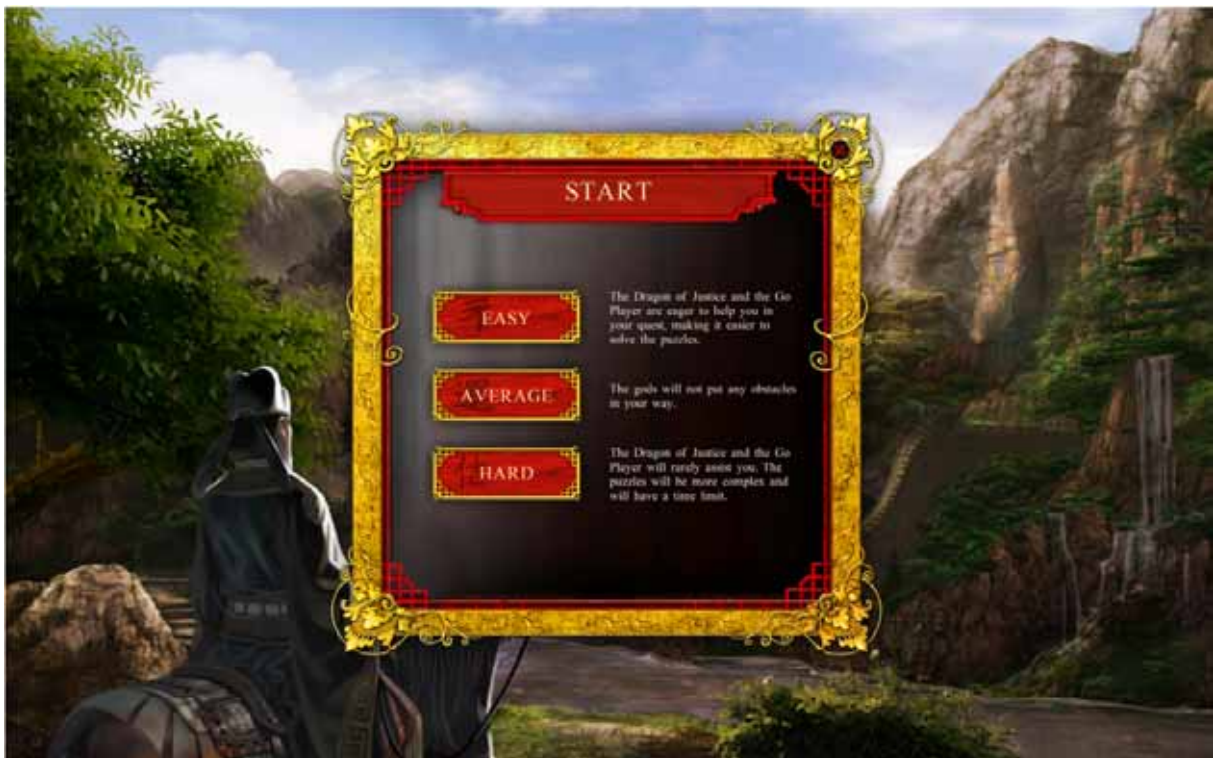 START
EASY
The Dragon of Justice and the Go
Player are eager to help you in
your quest, making it easier to
solve the puzzles.
AVERAGE
The gods will not put any obstacles
in your way.
HARD
The Dragon of Justice and the Go
Player will rarely assist you. The
puzzles will be more complex and
will have a time limit.